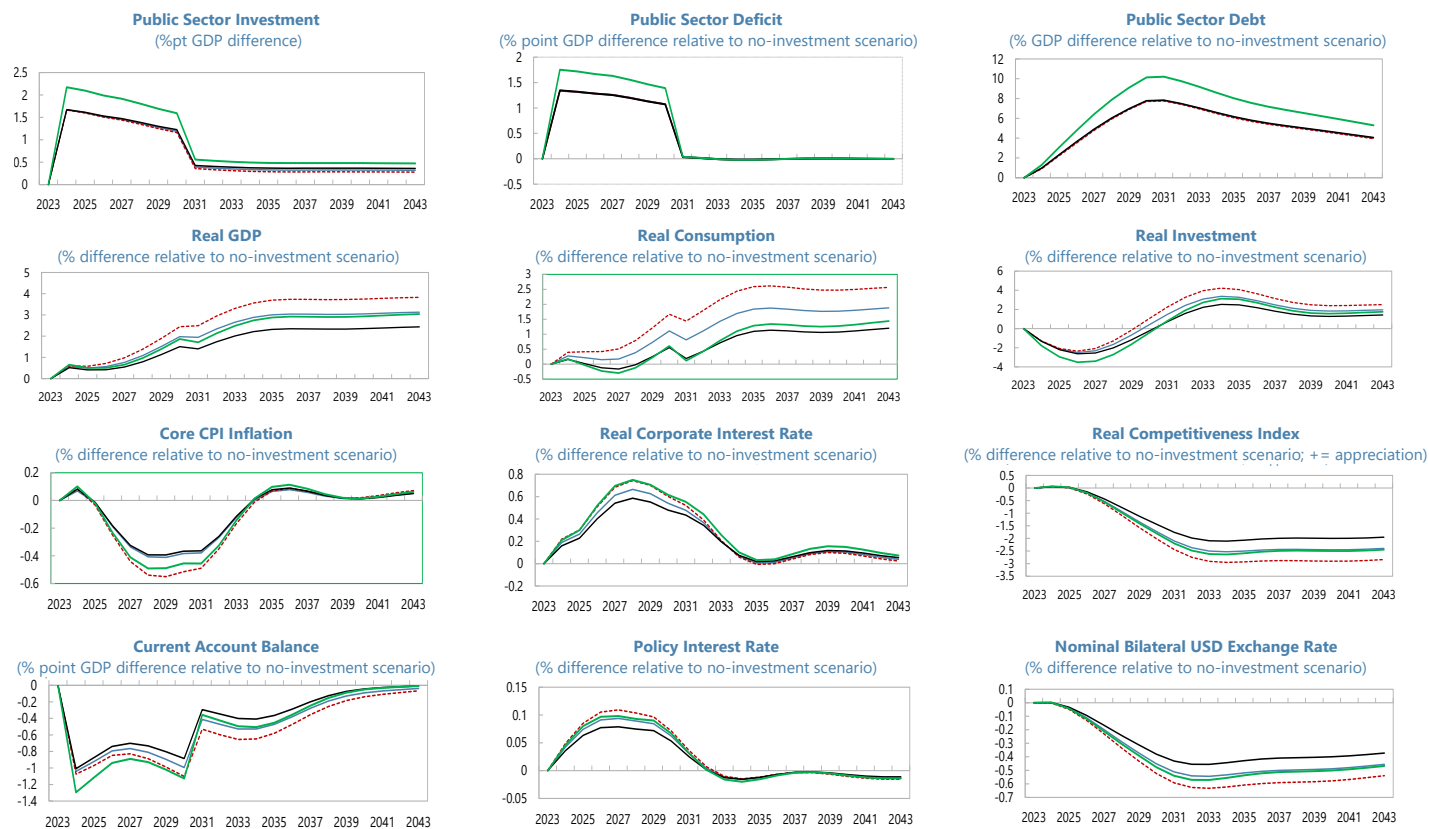 Public Sector Investment
(%pt GDP difference)
2.5
2
1.5
1
0.5
0
2023 2025 2027 2029 2031 2033 2035 2037 2039 2041 2043
Public Sector Deficit
(% point GDP difference relative to no-investment scenario)
2
1.5
1
0.5
0
-0.5
2023 2025 2027 2029 2031 2033 2035 2037 2039 2041 2043
Public Sector Debt
(% GDP difference relative to no-investment scenario)
12
10
8
6
4
2
0
2023 2025 2027 2029 2031 2033 2035 2037 2039 2041 2043
Real GDP
(% difference relative to no-investment scenario)
5
4
3
2
1
0
2023 2025 2027 2029 2031 2033 2035 2037 2039 2041 2043
Real Consumption
(% difference relative to no-investment scenario)
3
2.5
2.0
1.5
1.0
0.5
0.0
-0.5
2023 2025 2027 2029 2031 2033 2035 2037 2039 2041 2043
Real Investment
(% difference relative to no-investment scenario)
6
4
2
0
-2
-4
2023 2025 2027 2029 2031 2033 2035 2037 2039 2041 2043
Core CPI Inflation
(% difference relative to no-investment scenario)
0.2
0
-0.2
-0.4
-0.6
2023 2025 2027 2029 2031 2033 2035 2037 2039 2041 2043
Real Corporate Interest Rate
(% difference relative to no-investment scenario)
0.8
0.6
0.4
0.2
0
-0.2
2023 2025 2027 2029 2031 2033 2035 2037 2039 2041 2043
Real Competitiveness Index
(% difference relative to no-investment scenario; += appreciation)
0.5
0
-0.5
-1
-1.5
-2
-2.5
-3
-3.5
2023 2025 2027 2029 2031 2033 2035 2037 2039 2041 2043
Current Account Balance
(% point GDP difference relative to no-investment scenario)
0
-0.2
-0.4
-0.6
-0.8
-1
-1.2
-1.4
2023 2025 2027 2029 2031 2033 2035 2037 2039 2041 2043
Policy Interest Rate
(% difference relative to no-investment scenario)
0.15
0.1
0.05
0
-0.05
2023 2025 2027 2029 2031 2033 2035 2037 2039 2041 2043
Nominal Bilateral USD Exchange Rate
(% difference relative to no-investment scenario)
0.1
0
-0.1
-0.2
-0.3
-0.4
-0.5
-0.6
-0.7
2023 2025 2027 2029 2031 2033 2035 2037 2039 2041 2043